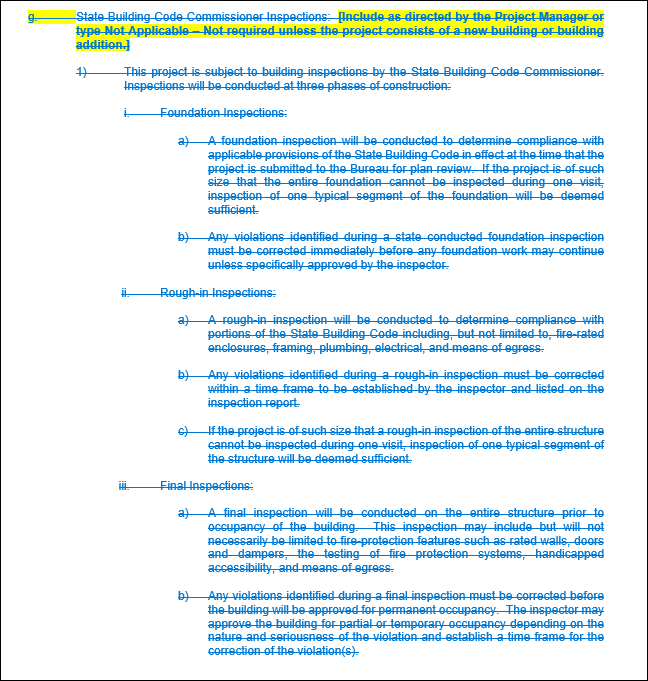 g. State Building Code Commissioner Inspections: [Include as directed by the Project Manager or
type Not Applicable – Not required unless the project consists of a new building or building
addition.]
1) This project is subject to building inspections by the State Building Code Commissioner.
Inspections will be conducted at three phases of construction:
i. Foundation Inspections:
a) A foundation inspection will be conducted to determine compliance with
applicable provisions of the State Building Code in effect at the time that the
project is submitted to the Bureau for plan review. If the project is of such
size that the entire foundation cannot be inspected during one visit,
inspection of one typical segment of the foundation will be deemed
sufficient.
b) Any violations identified during a state conducted foundation inspection
must be corrected immediately before any foundation work may continue
unless specifically approved by the inspector.
ii. Rough-in Inspections:
a) A rough-in inspection will be conducted to determine compliance with
portions of the State Building Code including, but not limited to, fire-rated
enclosures, framing, plumbing, electrical, and means of egress.
b) Any violations identified during a rough-in inspection must be corrected
within a time frame to be established by the inspector and listed on the
inspection report.
c) If the project is of such size that a rough-in inspection of the entire structure
cannot be inspected during one visit, inspection of one typical segment of
the structure will be deemed sufficient.
iii. Final Inspections:
a) A final inspection will be conducted on the entire structure prior to
occupancy of the building. This inspection may include but will not
necessarily be limited to fire-protection features such as rated walls, doors
and dampers, the testing of fire protection systems, handicapped
accessibility, and means of egress.
b) Any violations identified during a final inspection must be corrected before
the building will be approved for permanent occupancy. The inspector may
approve the building for partial or temporary occupancy depending on the
nature and seriousness of the violation and establish a time frame for the
correction of the violation(s).